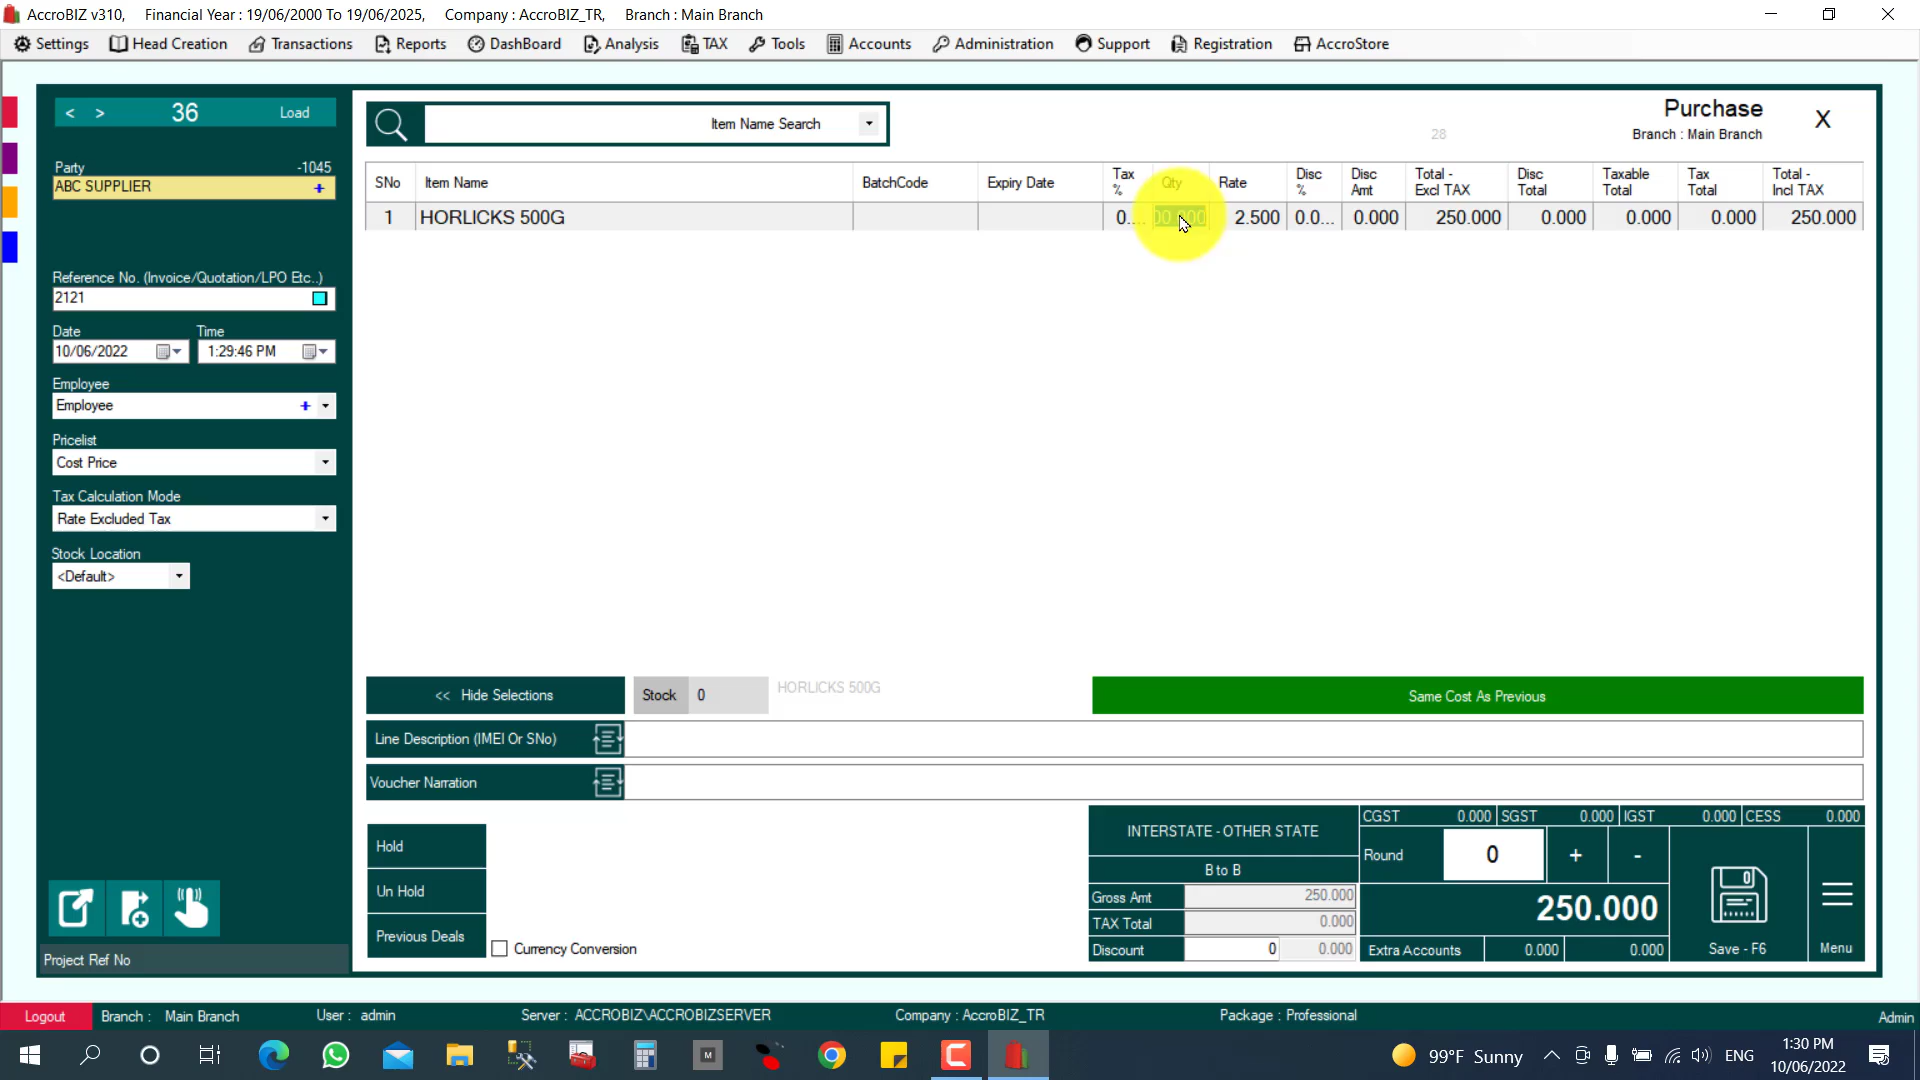 AccroBIZ v310, Financial Year : 19/06/2000 To 19/06/2025, Company : AccroBIZ_TR, Branch : Main Branch
Settings Head Creation Transactions Reports DashBoard Analysis TAX Tools Accounts Administration Support Registration AccroStore
< > 36 Load
Item Name Search
28
Purchase
Branch : Main Branch
X
Party -1045
ABC SUPPLIER +
Reference No. (Invoice/Quotation/LPO Etc..)
2121
Date Time
10/06/2022 1:29:46 PM
Employee
Employee +
Pricelist
Cost Price
Tax Calculation Mode
Rate Excluded Tax
Stock Location
<Default>
Project Ref No
SNo Item Name BatchCode Expiry Date Tax % Qty Rate Disc % Disc Amt Total - Excl TAX Disc Total Taxable Total Tax Total Total - Incl TAX
1 HORLICKS 500G 0.... 00.000 2.500 0.0... 0.000 250.000 0.000 0.000 0.000 250.000
<< Hide Selections Stock 0 HORLICKS 500G Same Cost As Previous
Line Description (IMEI Or SNo)
Voucher Narration
Hold
Un Hold
Previous Deals
Currency Conversion
INTERSTATE - OTHER STATE
B to B
Gross Amt 250.000
TAX Total 0.000
Discount 0 0.000
CGST 0.000 SGST 0.000 IGST 0.000 CESS 0.000
Round 0 + -
250.000
Extra Accounts 0.000 0.000
Save - F6
Menu
Logout Branch : Main Branch User : admin Server : ACCROBIZ\ACCROBIZSERVER Company : AccroBIZ_TR Package : Professional Admin
M
99°F Sunny ENG 1:30 PM
10/06/2022